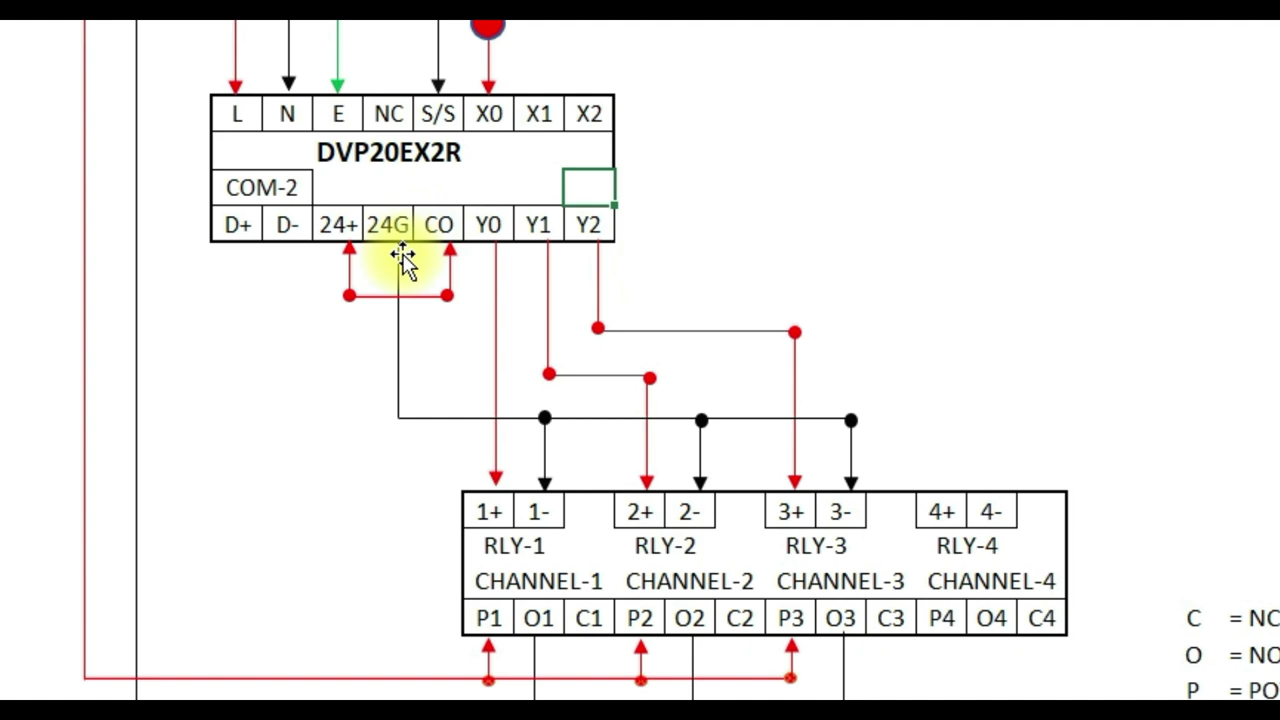 L N E NC S/S X0 X1 X2
DVP20EX2R
COM-2
D+ D- 24+ 24G CO Y0 Y1 Y2
1+ 1- 2+ 2- 3+ 3- 4+ 4-
RLY-1 RLY-2 RLY-3 RLY-4
CHANNEL-1 CHANNEL-2 CHANNEL-3 CHANNEL-4
P1 O1 C1 P2 O2 C2 P3 O3 C3 P4 O4 C4
C = NC
O = NO
P = PO